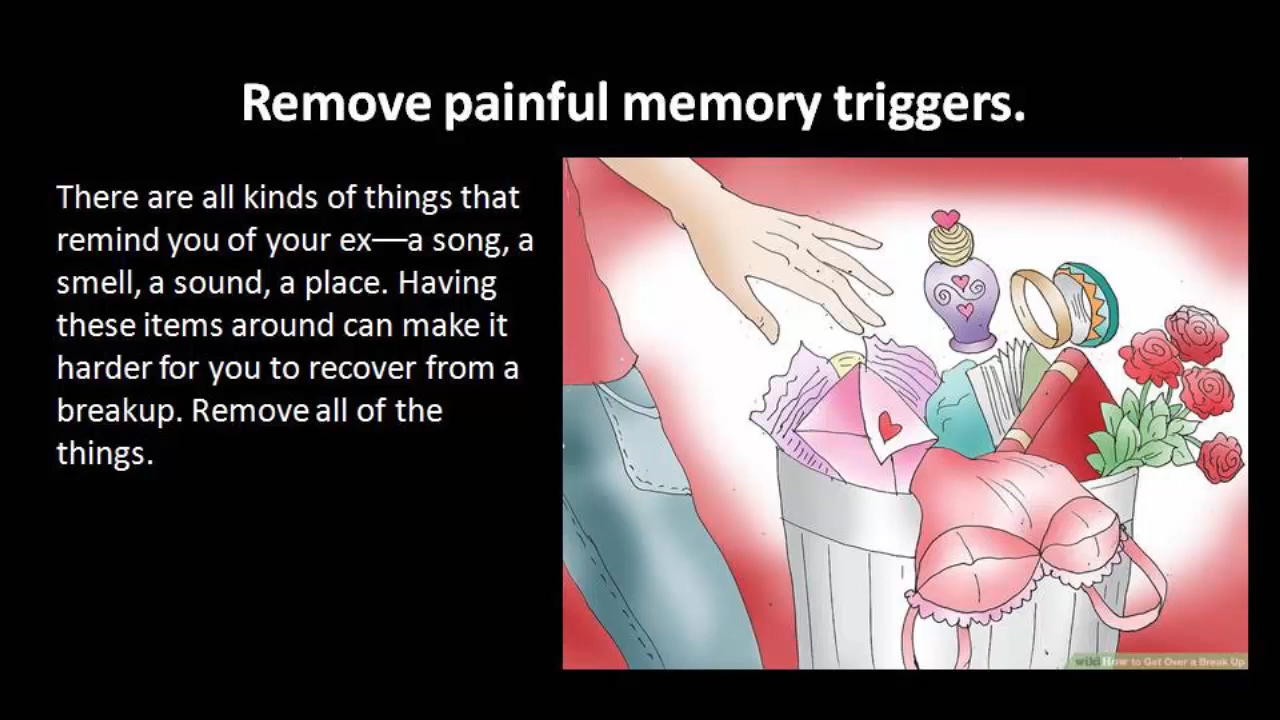 Remove painful memory triggers.
There are all kinds of things that
remind you of your ex—a song, a
smell, a sound, a place. Having
these items around can make it
harder for you to recover from a
breakup. Remove all of the
things.
wikiHow to Get Over a Break Up